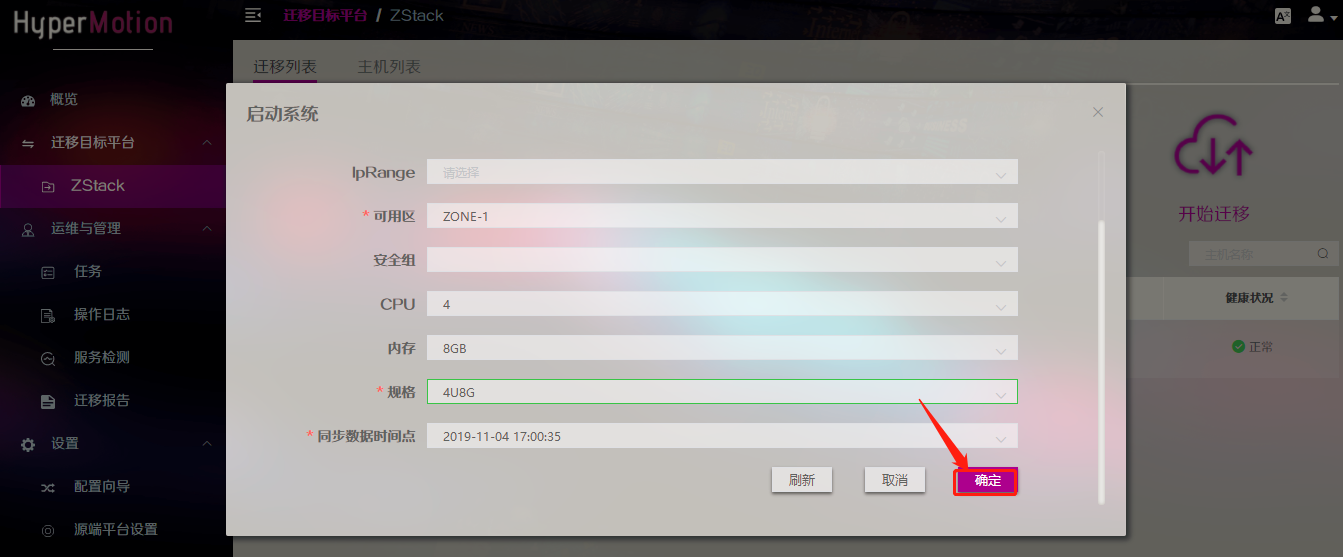 HyperMotion
迁移目标平台 / ZStack
概览
迁移目标平台
ZStack
运维与管理
任务
操作日志
服务检测
迁移报告
设置
配置向导
源端平台设置
迁移列表 主机列表
启动系统 ×
IpRange 请选择
* 可用区 ZONE-1
安全组
CPU 4
内存 8GB
* 规格 4U8G
* 同步数据时间点 2019-11-04 17:00:35
刷新 取消 确定
开始迁移
主机名称
健康状况
正常